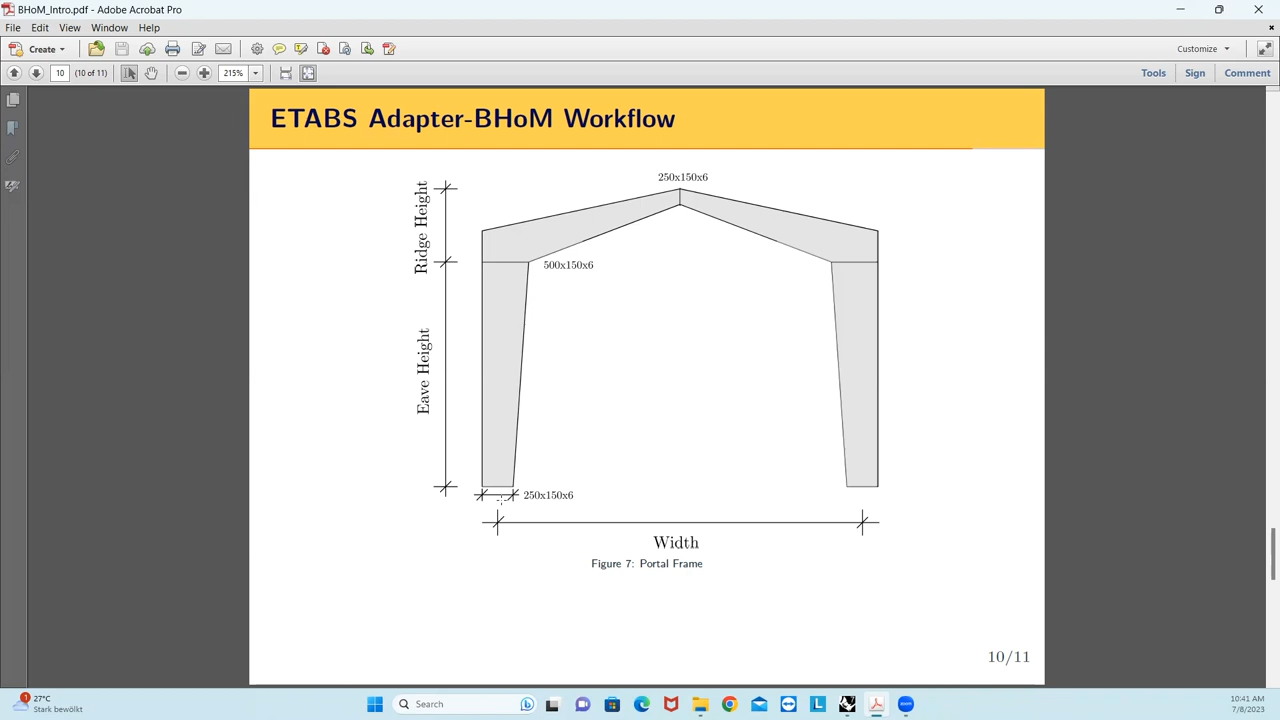 BHoM_Intro.pdf - Adobe Acrobat Pro
File Edit View Window Help
Create
Customize
10 (10 of 11) 215%
Tools Sign Comment
ETABS Adapter-BHoM Workflow
250x150x6
Ridge Height
500x150x6
Eave Height
250x150x6
Width
Figure 7: Portal Frame
10/11
1
27°C
Stark bewölkt
Search
10:41 AM
7/8/2023